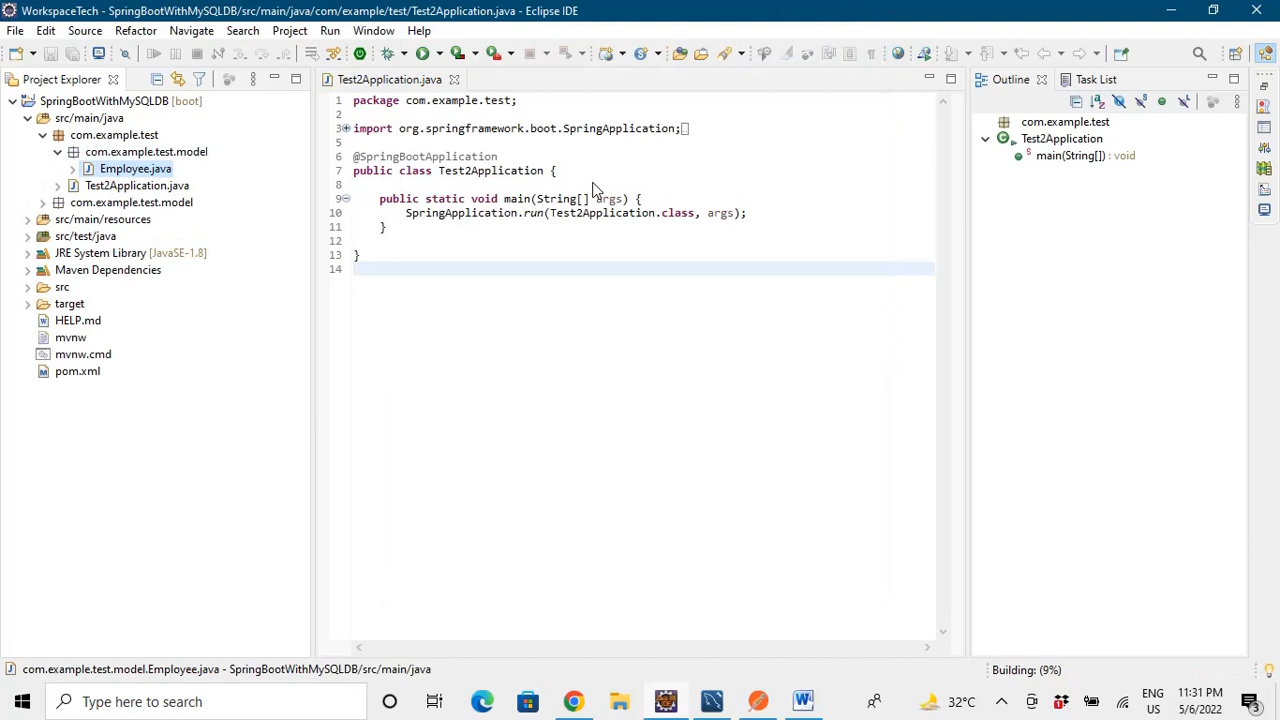 WorkspaceTech - SpringBootWithMySQLDB/src/main/java/com/example/test/Test2Application.java - Eclipse IDE
File Edit Source Refactor Navigate Search Project Run Window Help
Project Explorer
SpringBootWithMySQLDB [boot]
src/main/java
com.example.test
com.example.test.model
Employee.java
Test2Application.java
com.example.test.model
src/main/resources
src/test/java
JRE System Library [JavaSE-1.8]
Maven Dependencies
src
target
HELP.md
mvnw
mvnw.cmd
pom.xml
Test2Application.java
1 package com.example.test;
2
3 import org.springframework.boot.SpringApplication;
5
6 @SpringBootApplication
7 public class Test2Application {
8
9 public static void main(String[] args) {
10 SpringApplication.run(Test2Application.class, args);
11 }
12
13 }
14
Outline Task List
com.example.test
Test2Application
main(String[]) : void
com.example.test.model.Employee.java - SpringBootWithMySQLDB/src/main/java
Building: (9%)
Type here to search
32°C
ENG
US
11:31 PM
5/6/2022
3